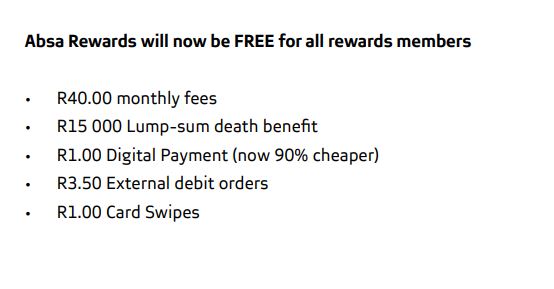 Absa Rewards will now be FREE for all rewards members
• R40.00 monthly fees
• R15 000 Lump-sum death benefit
• R1.00 Digital Payment (now 90% cheaper)
• R3.50 External debit orders
• R1.00 Card Swipes